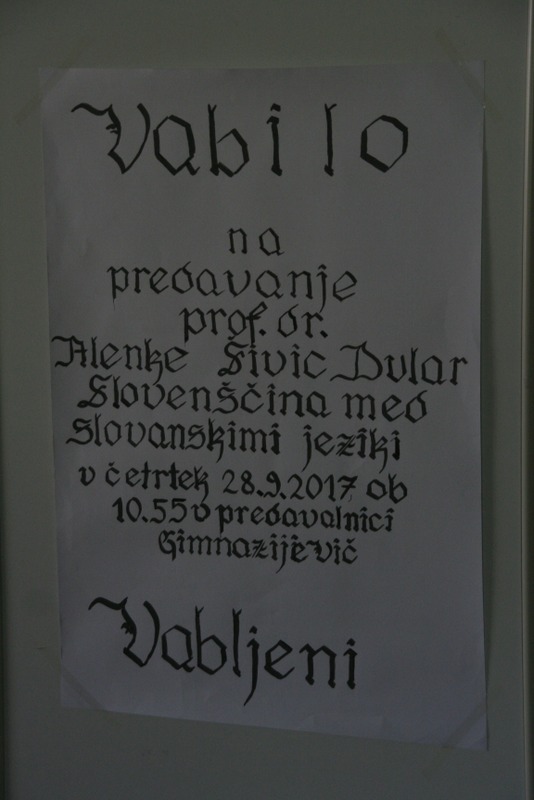 Vabilo
na
predavanje
prof. dr.
Alenke Šivic Dular
Slovenščina med
slovanskimi jeziki
v četrtek 28.9.2017 ob
10.55 v predavalnici
Gimnazije Vič
Vabljeni